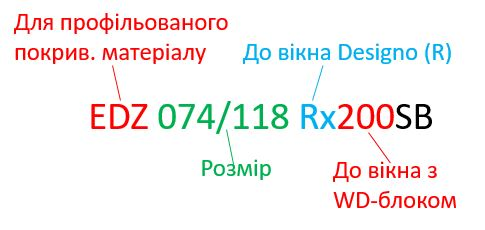 Для профільованого
покрив. матеріалу
До вікна Designo (R)
EDZ 074/118 Rx200SB
Розмір
До вікна з
WD-блоком